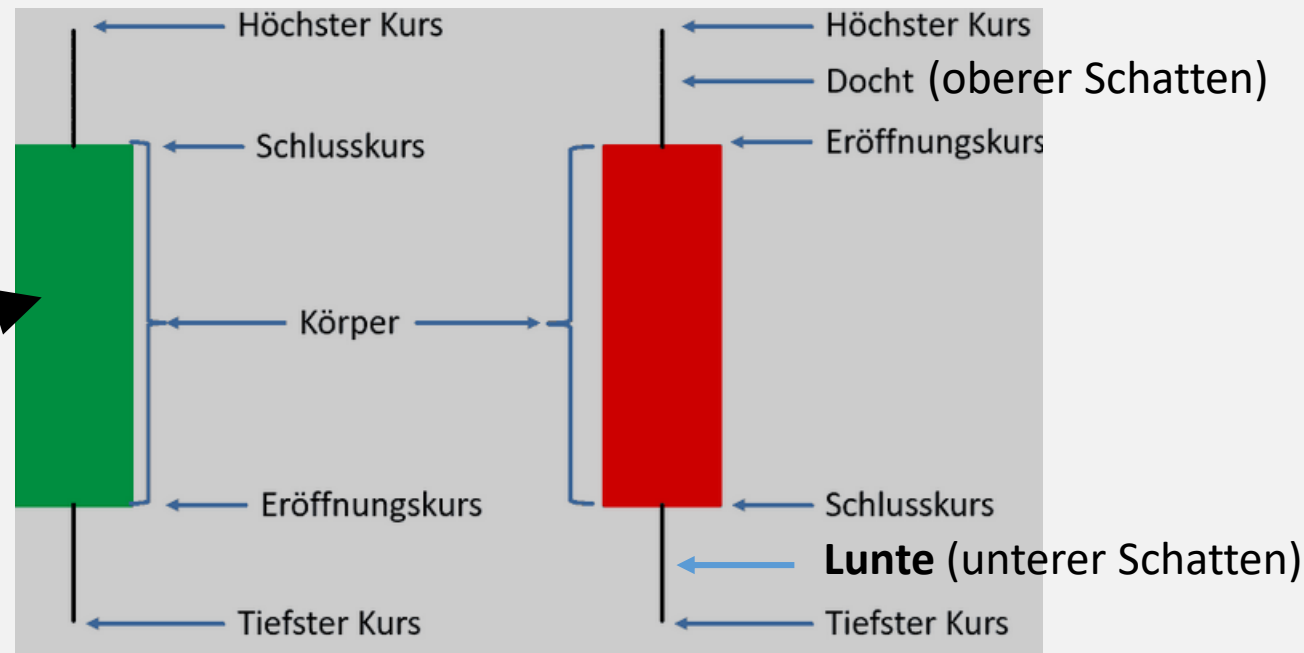 Höchster Kurs
Schlusskurs
Körper
Eröffnungskurs
Tiefster Kurs
Höchster Kurs
Docht (oberer Schatten)
Eröffnungskurs
Schlusskurs
Lunte (unterer Schatten)
Tiefster Kurs